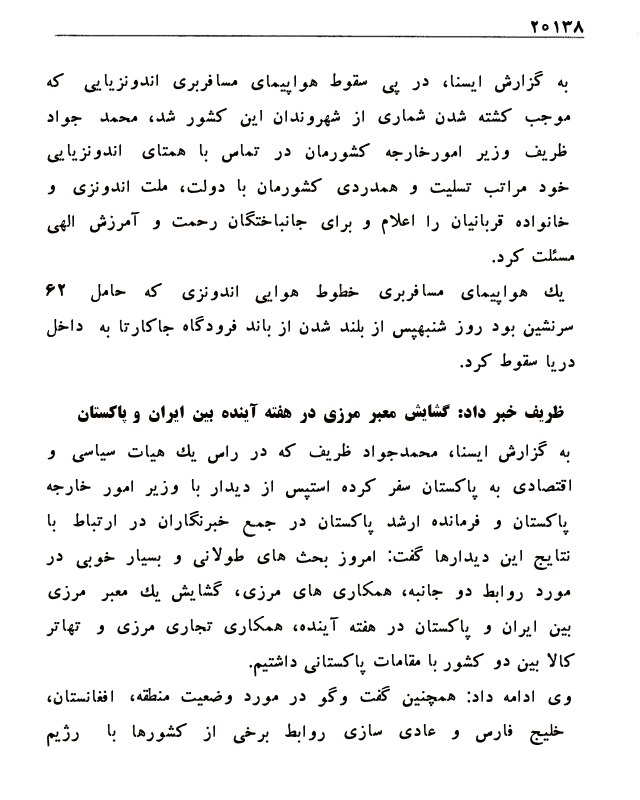 ۲۰۱۳۸
به گزارش ایسنا، در پی سقوط هواپیمای مسافربری اندونزیایی که
موجب کشته شدن شماری از شهروندان این کشور شد، محمد جواد
ظریف وزیر امورخارجه کشورمان در تماس با همتای اندونزیایی
خود مراتب تسلیت و همدردی کشورمان با دولت، ملت اندونزی و
خانواده قربانیان را اعلام و برای جانباختگان رحمت و آمرزش الهی
مسئلت کرد.
یك هواپیمای مسافربری خطوط هوایی اندونزی که حامل ۶۲
سرنشین بود روز شنبهپس از بلند شدن از باند فرودگاه جاکارتا به داخل
دریا سقوط کرد.
ظریف خبر داد: گشایش معبر مرزی در هفته آینده بین ایران و پاکستان
به گزارش ایسنا، محمدجواد ظریف که در راس یك هیات سیاسی و
اقتصادی به پاکستان سفر کرده استپس از دیدار با وزیر امور خارجه
پاکستان و فرمانده ارشد پاکستان در جمع خبرنگاران در ارتباط با
نتایج این دیدارها گفت: امروز بحث های طولانی و بسیار خوبی در
مورد روابط دو جانبه، همکاری های مرزی، گشایش یك معبر مرزی
بین ایران و پاکستان در هفته آینده، همکاری تجاری مرزی و تهاتر
کالا بین دو کشور با مقامات پاکستانی داشتیم.
وی ادامه داد: همچنین گفت وگو در مورد وضعیت منطقه، افغانستان،
خلیج فارس و عادی سازی روابط برخی از کشورها با رژیم